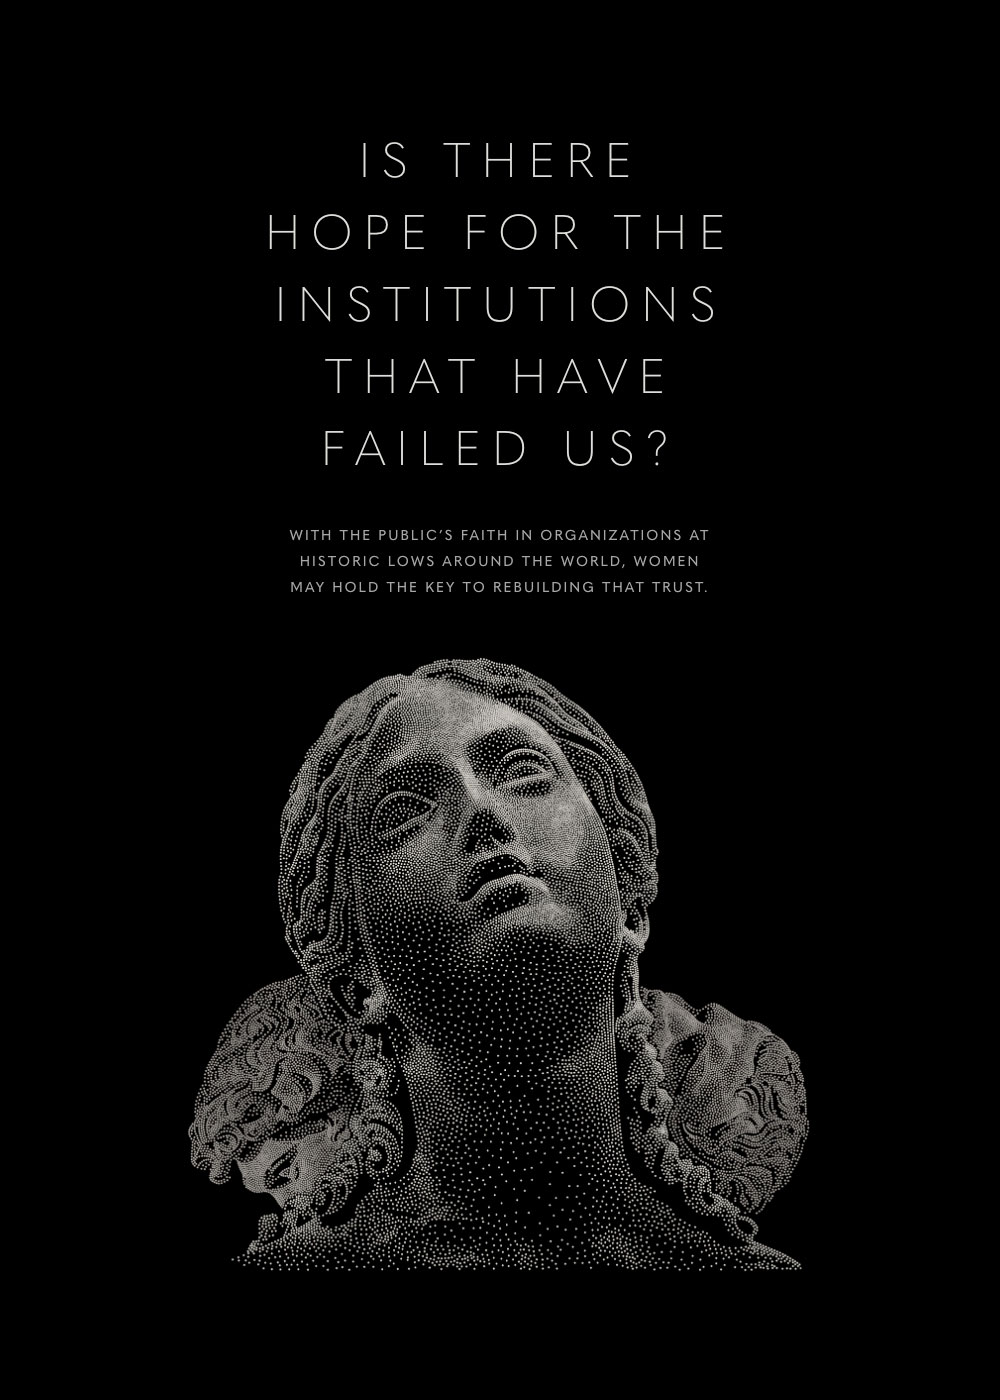 IS THERE
HOPE FOR THE
INSTITUTIONS
THAT HAVE
FAILED US?
WITH THE PUBLIC’S FAITH IN ORGANIZATIONS AT
HISTORIC LOWS AROUND THE WORLD, WOMEN
MAY HOLD THE KEY TO REBUILDING THAT TRUST.